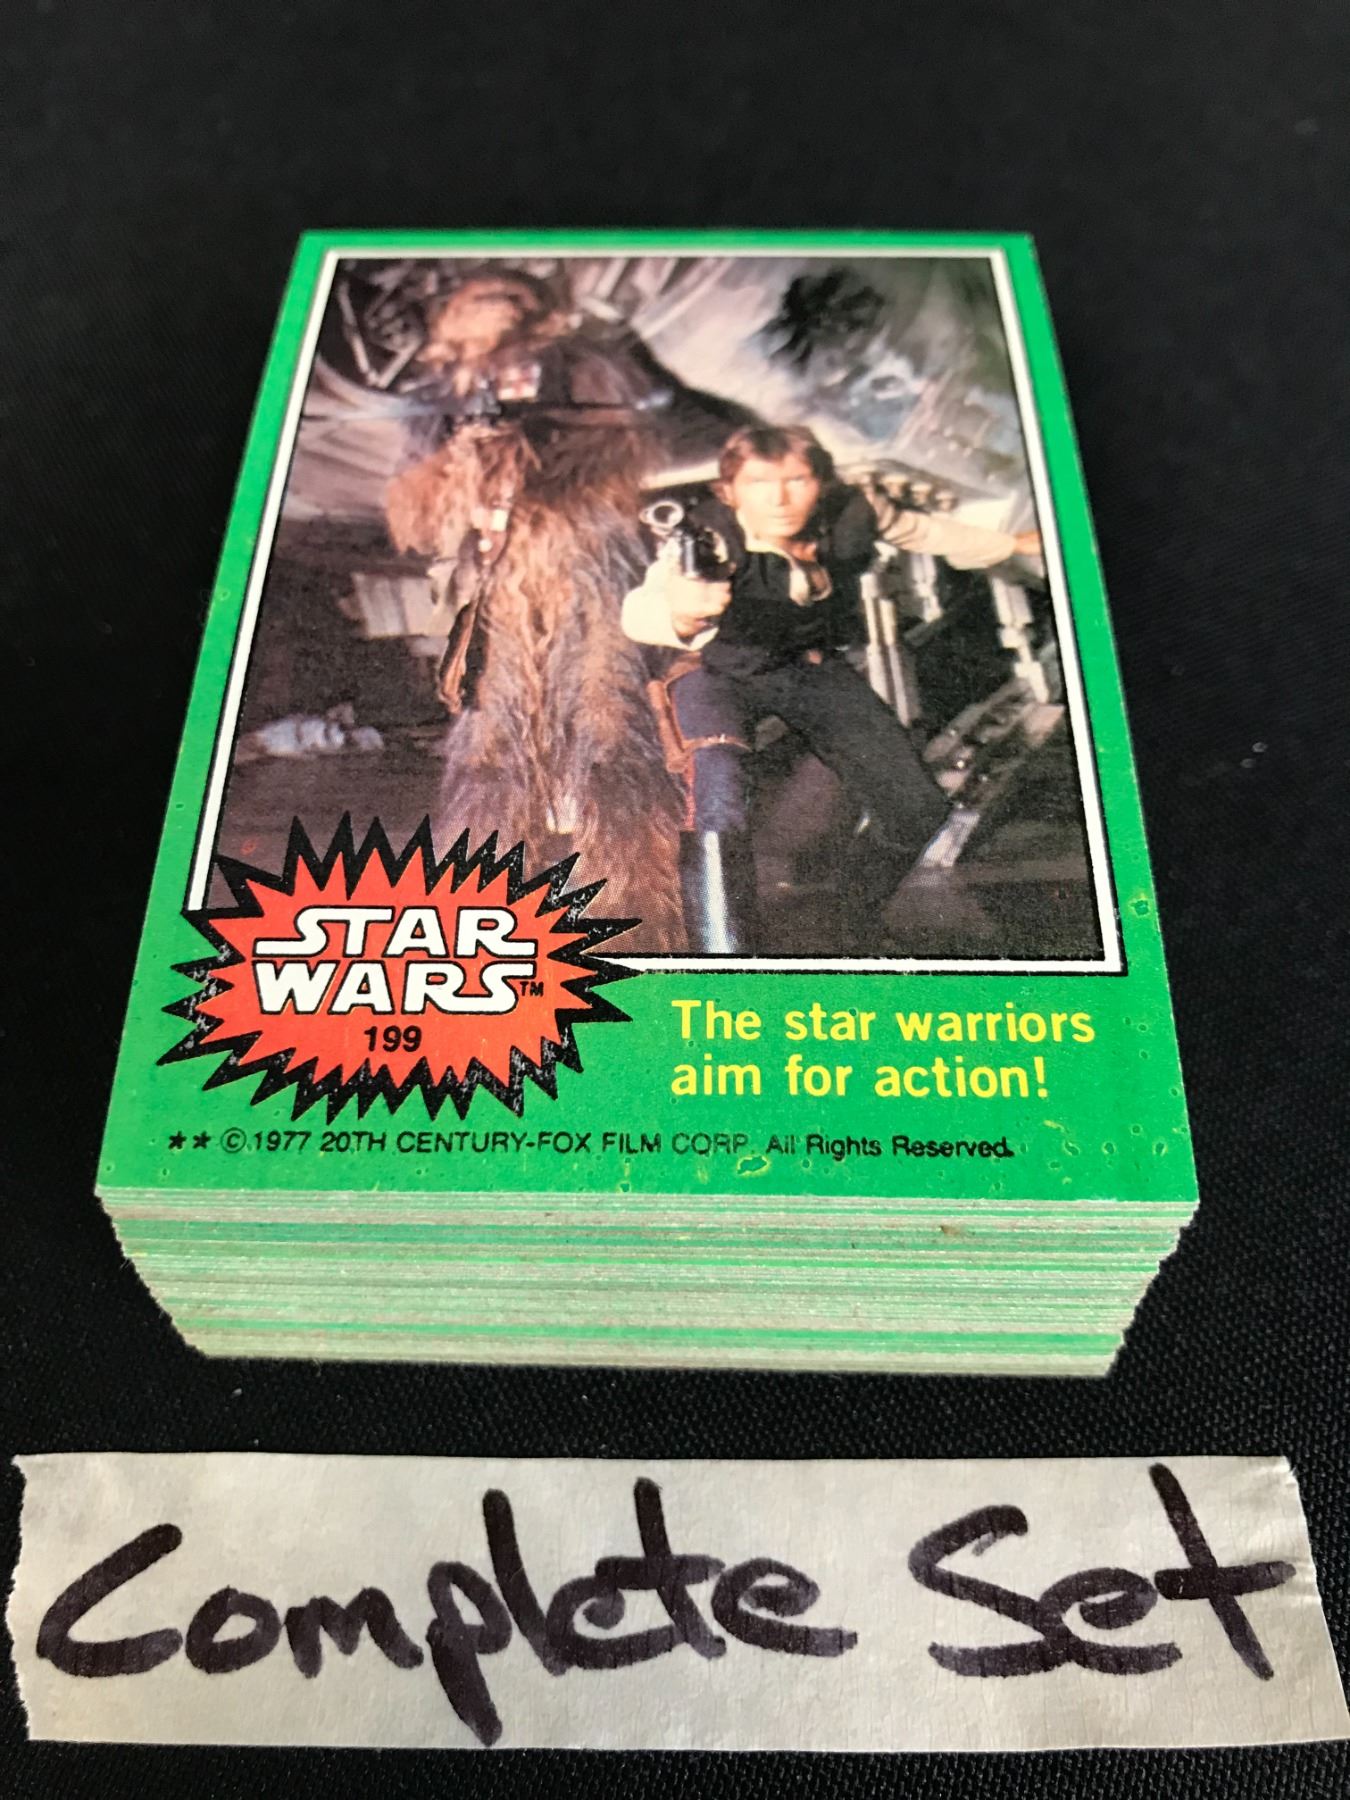 STAR
WARS™
199
The star warriors
aim for action!
★★ ©1977 20TH CENTURY-FOX FILM CORP. All Rights Reserved.
Complete Set